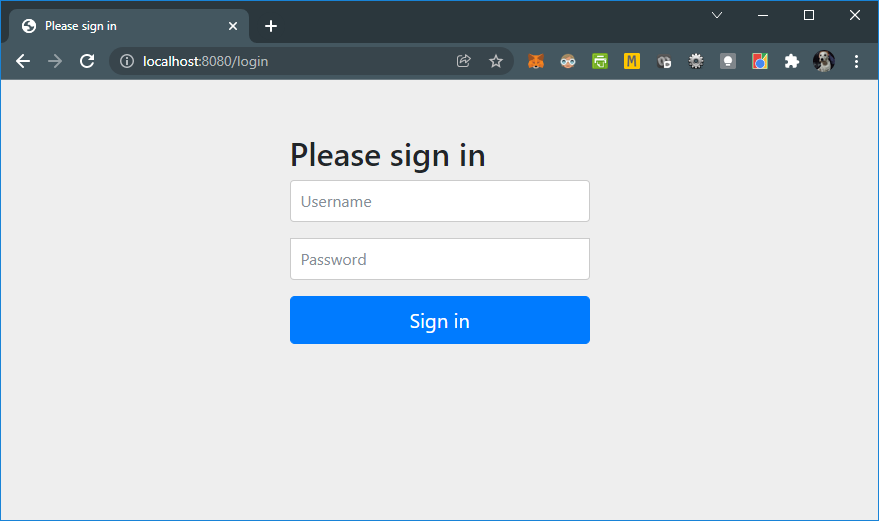 Please sign in
localhost:8080/login
M
Please sign in
Username
Password
Sign in